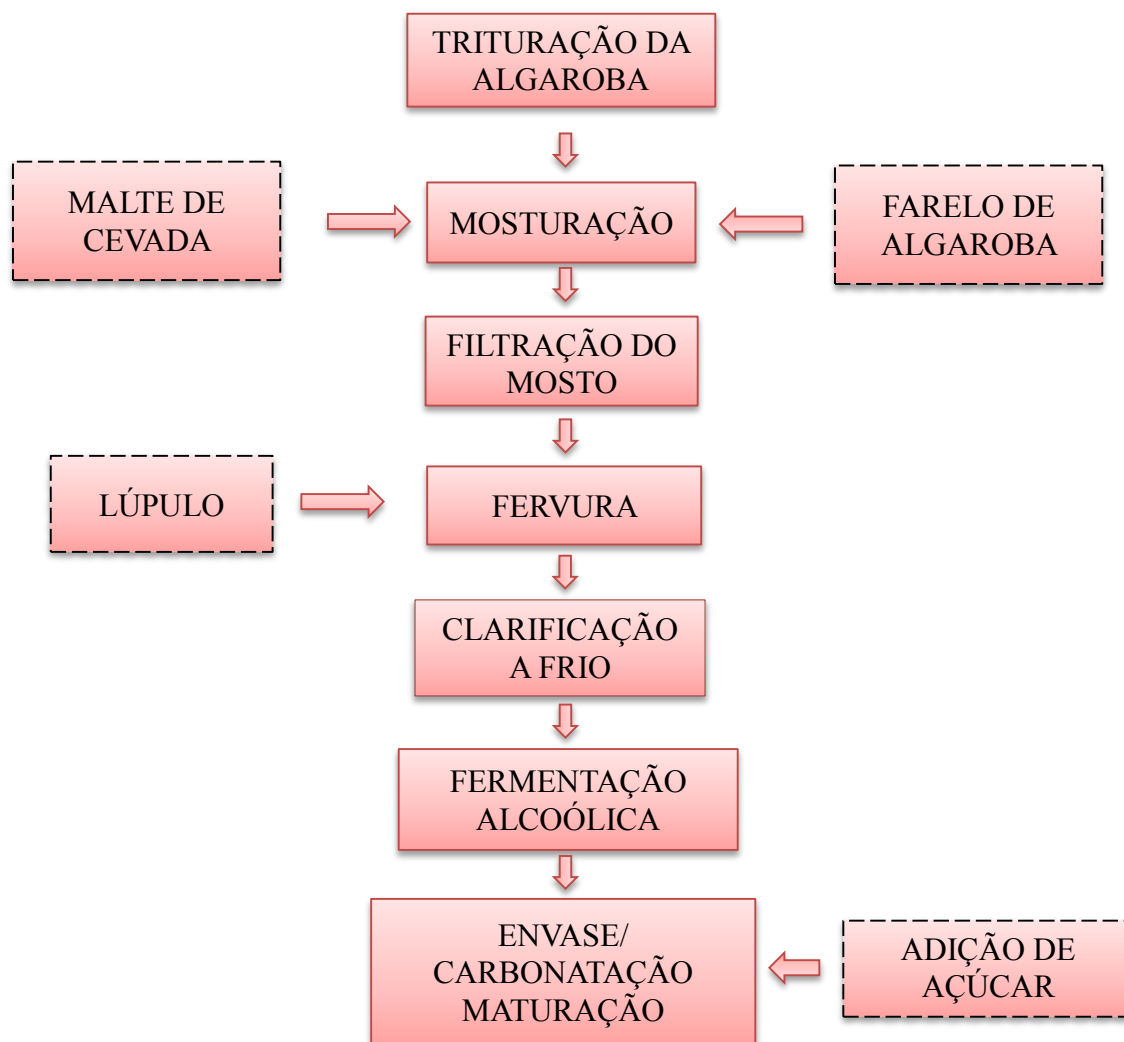 TRITURAÇÃO DA
ALGAROBA
MALTE DE
CEVADA
MOSTURAÇÃO
FARELO DE
ALGAROBA
FILTRAÇÃO DO
MOSTO
LÚPULO
FERVURA
CLARIFICAÇÃO
A FRIO
FERMENTAÇÃO
ALCOÓLICA
ENVASE/
CARBONATAÇÃO
MATURAÇÃO
ADIÇÃO DE
AÇÚCAR